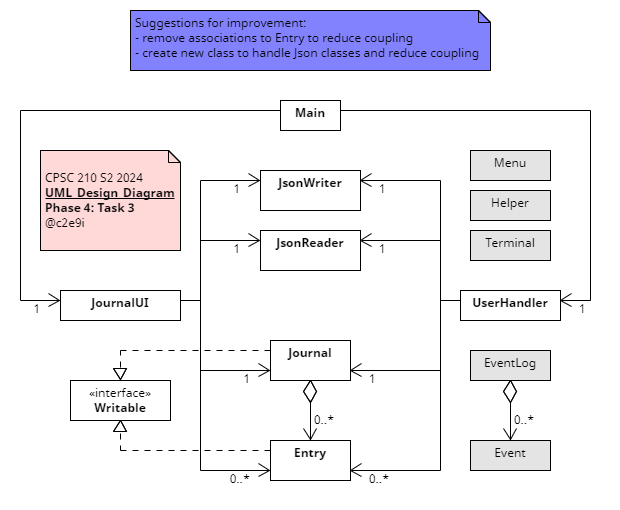 Suggestions for improvement:
- remove associations to Entry to reduce coupling
- create new class to handle Json classes and reduce coupling
Main
CPSC 210 S2 2024
UML Design Diagram
Phase 4: Task 3
@c2e9i
JsonWriter
1
1
Menu
Helper
JsonReader
1
1
Terminal
JournalUI
1
UserHandler
1
Journal
1
1
EventLog
«interface»
Writable
0..*
0..*
Entry
0..*
0..*
Event